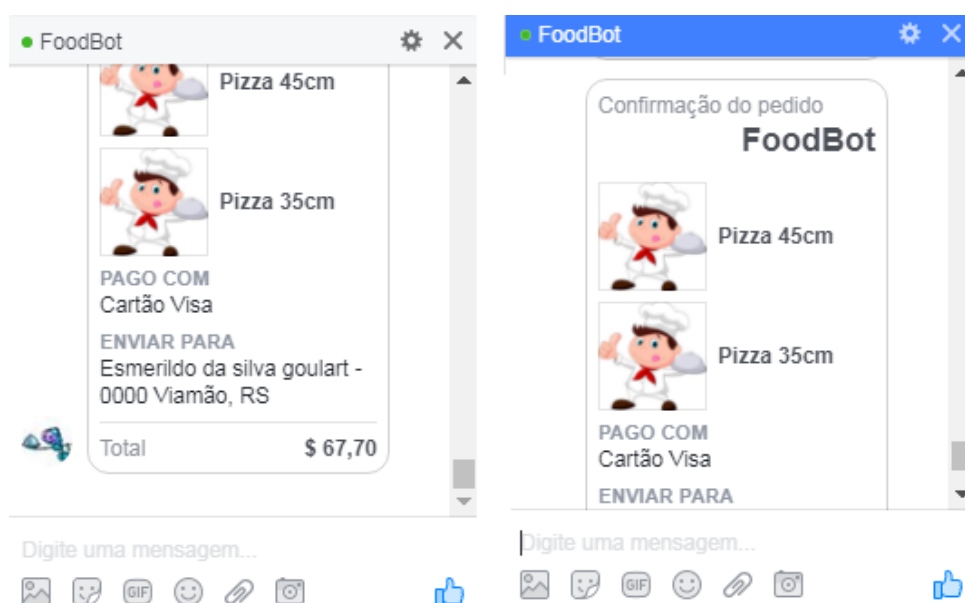 FoodBot
Pizza 45cm
Pizza 35cm
PAGO COM
Cartão Visa
ENVIAR PARA
Esmerildo da silva goulart -
0000 Viamão, RS
Total $ 67,70
Digite uma mensagem...
GIF
FoodBot
Confirmação do pedido
FoodBot
Pizza 45cm
Pizza 35cm
PAGO COM
Cartão Visa
ENVIAR PARA
Digite uma mensagem...
GIF